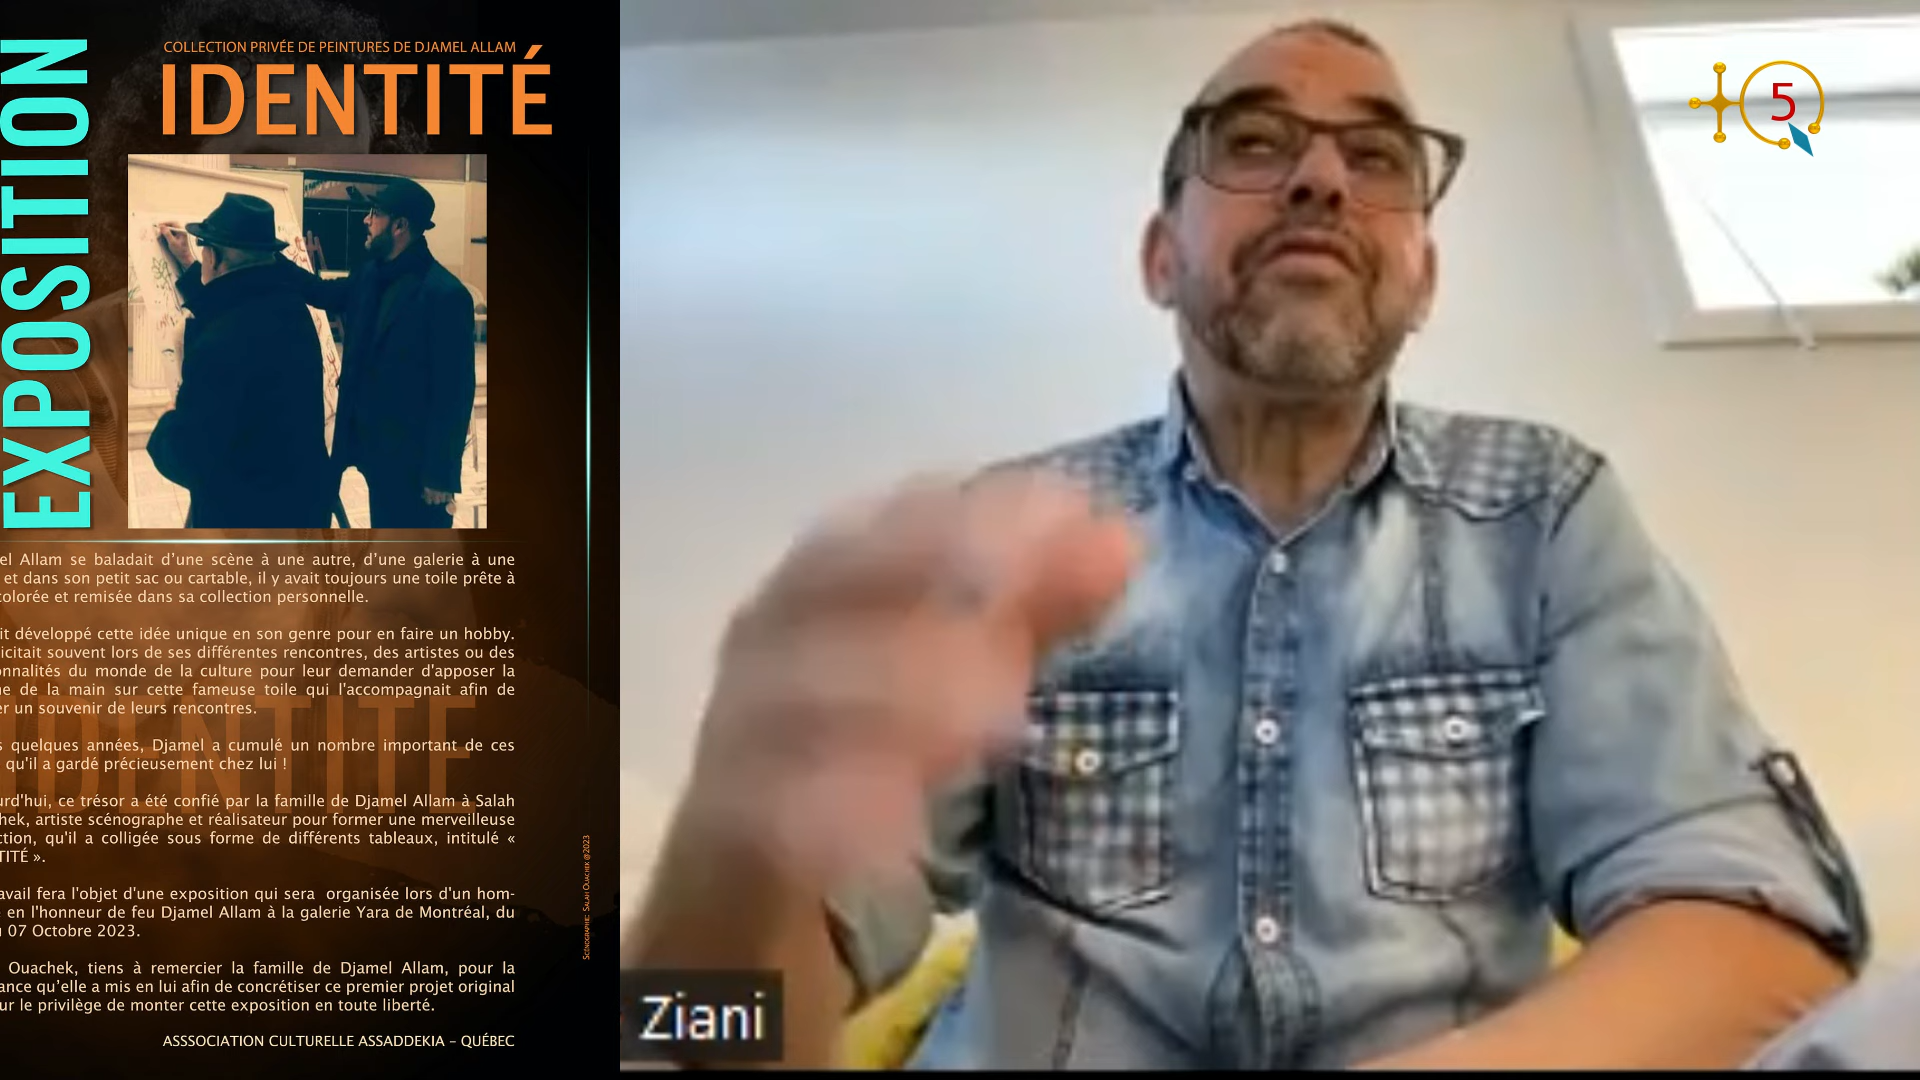 EXPOSITION
COLLECTION PRIVÉE DE PEINTURES DE DJAMEL ALLAM
IDENTITÉ
el Allam se baladait d’une scène à une autre, d’une galerie à une
et dans son petit sac ou cartable, il y avait toujours une toile prête à
colorée et remisée dans sa collection personnelle.
it développé cette idée unique en son genre pour en faire un hobby.
icitait souvent lors de ses différentes rencontres, des artistes ou des
onnalités du monde de la culture pour leur demander d'apposer la
e de la main sur cette fameuse toile qui l'accompagnait afin de
er un souvenir de leurs rencontres.
s quelques années, Djamel a cumulé un nombre important de ces
qu'il a gardé précieusement chez lui !
urd'hui, ce trésor a été confié par la famille de Djamel Allam à Salah
hek, artiste scénographe et réalisateur pour former une merveilleuse
ction, qu'il a colligée sous forme de différents tableaux, intitulé «
TITÉ ».
avail fera l'objet d'une exposition qui sera organisée lors d'un hom-
e en l'honneur de feu Djamel Allam à la galerie Yara de Montréal, du
07 Octobre 2023.
Ouachek, tiens à remercier la famille de Djamel Allam, pour la
ance qu’elle a mis en lui afin de concrétiser ce premier projet original
ur le privilège de monter cette exposition en toute liberté.
ASSSOCIATION CULTURELLE ASSADDEKIA – QUÉBEC
IDENTITÉ
Scénographie: Salah Ouachek @2023
5
Ziani